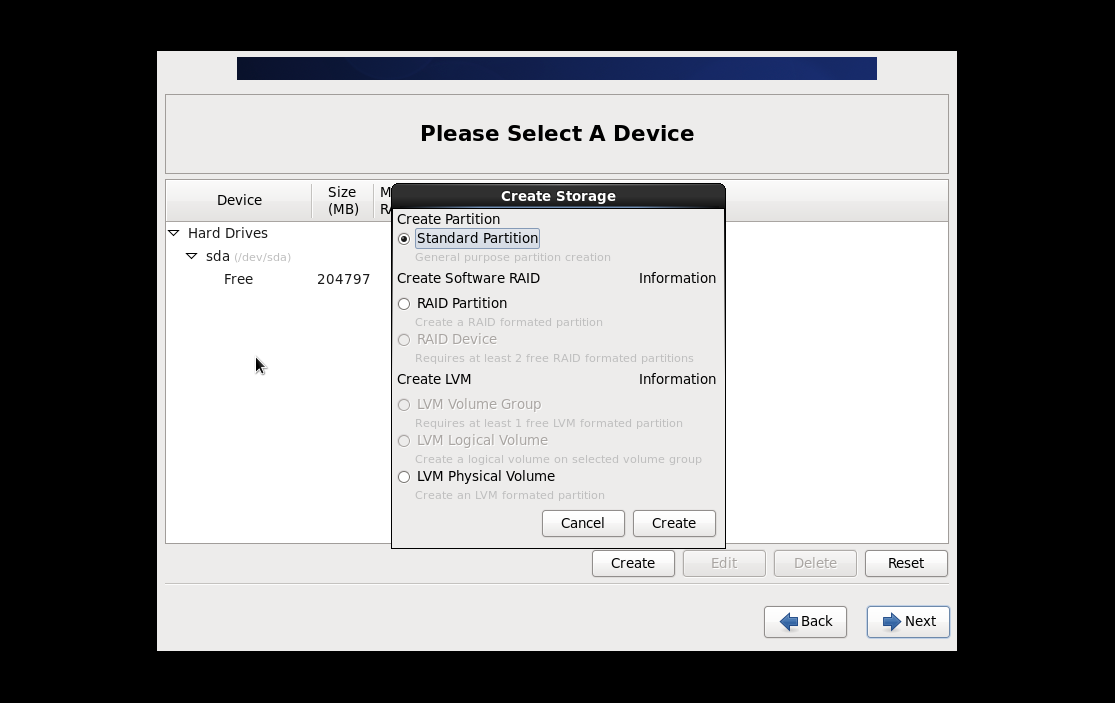 Please Select A Device
Device
Size
(MB)
Create Storage
Hard Drives
sda (/dev/sda)
Free 204797
Create Partition
Standard Partition
General purpose partition creation
Create Software RAID Information
RAID Partition
Create a RAID formated partition
RAID Device
Requires at least 2 free RAID formated partitions
Create LVM Information
LVM Volume Group
Requires at least 1 free LVM formated partition
LVM Logical Volume
Create a logical volume on selected volume group
LVM Physical Volume
Create an LVM formated partition
Cancel Create
Create Edit Delete Reset
Back Next